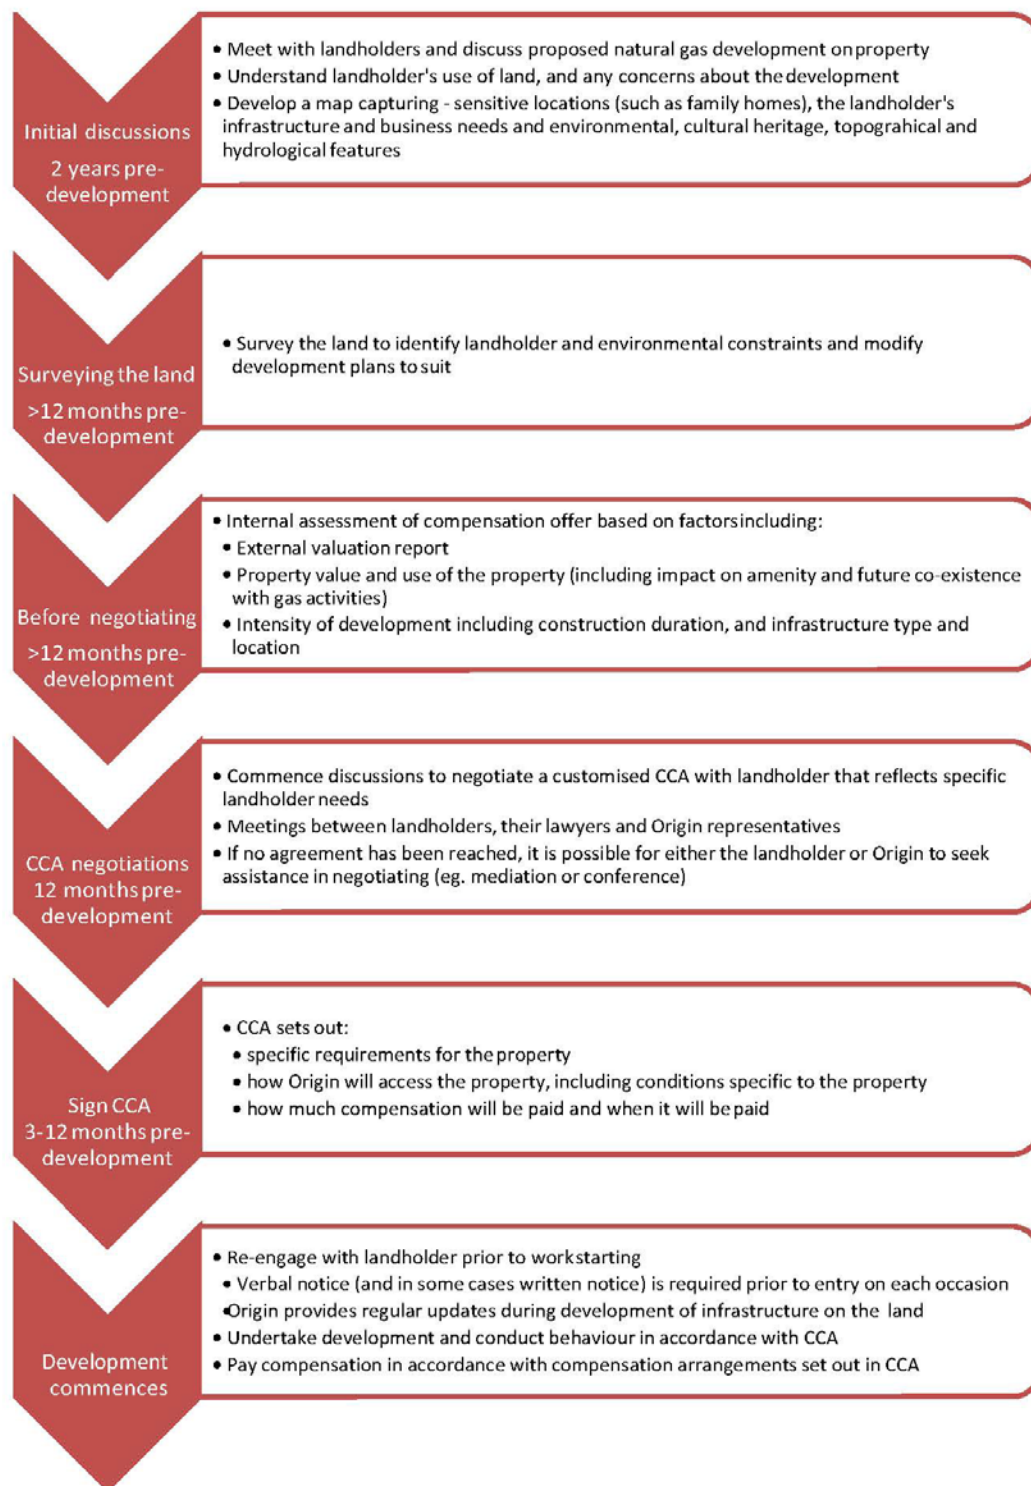 Initial discussions
2 years pre-
development
• Meet with landholders and discuss proposed natural gas development on property
• Understand landholder's use of land, and any concerns about the development
• Develop a map capturing - sensitive locations (such as family homes), the landholder's
infrastructure and business needs and environmental, cultural heritage, topograhical and
hydrological features
Surveying the land
>12 months pre-
development
• Survey the land to identify landholder and environmental constraints and modify
development plans to suit
Before negotiating
>12 months pre-
development
• Internal assessment of compensation offer based on factors including:
• External valuation report
• Property value and use of the property (including impact on amenity and future co-existence
with gas activities)
• Intensity of development including construction duration, and infrastructure type and
location
CCA negotiations
12 months pre-
development
• Commence discussions to negotiate a customised CCA with landholder that reflects specific
landholder needs
• Meetings between landholders, their lawyers and Origin representatives
• If no agreement has been reached, it is possible for either the landholder or Origin to seek
assistance in negotiating (eg. mediation or conference)
Sign CCA
3-12 months pre-
development
• CCA sets out:
• specific requirements for the property
• how Origin will access the property, including conditions specific to the property
• how much compensation will be paid and when it will be paid
Development
commences
• Re-engage with landholder prior to work starting
• Verbal notice (and in some cases written notice) is required prior to entry on each occasion
• Origin provides regular updates during development of infrastructure on the land
• Undertake development and conduct behaviour in accordance with CCA
• Pay compensation in accordance with compensation arrangements set out in CCA